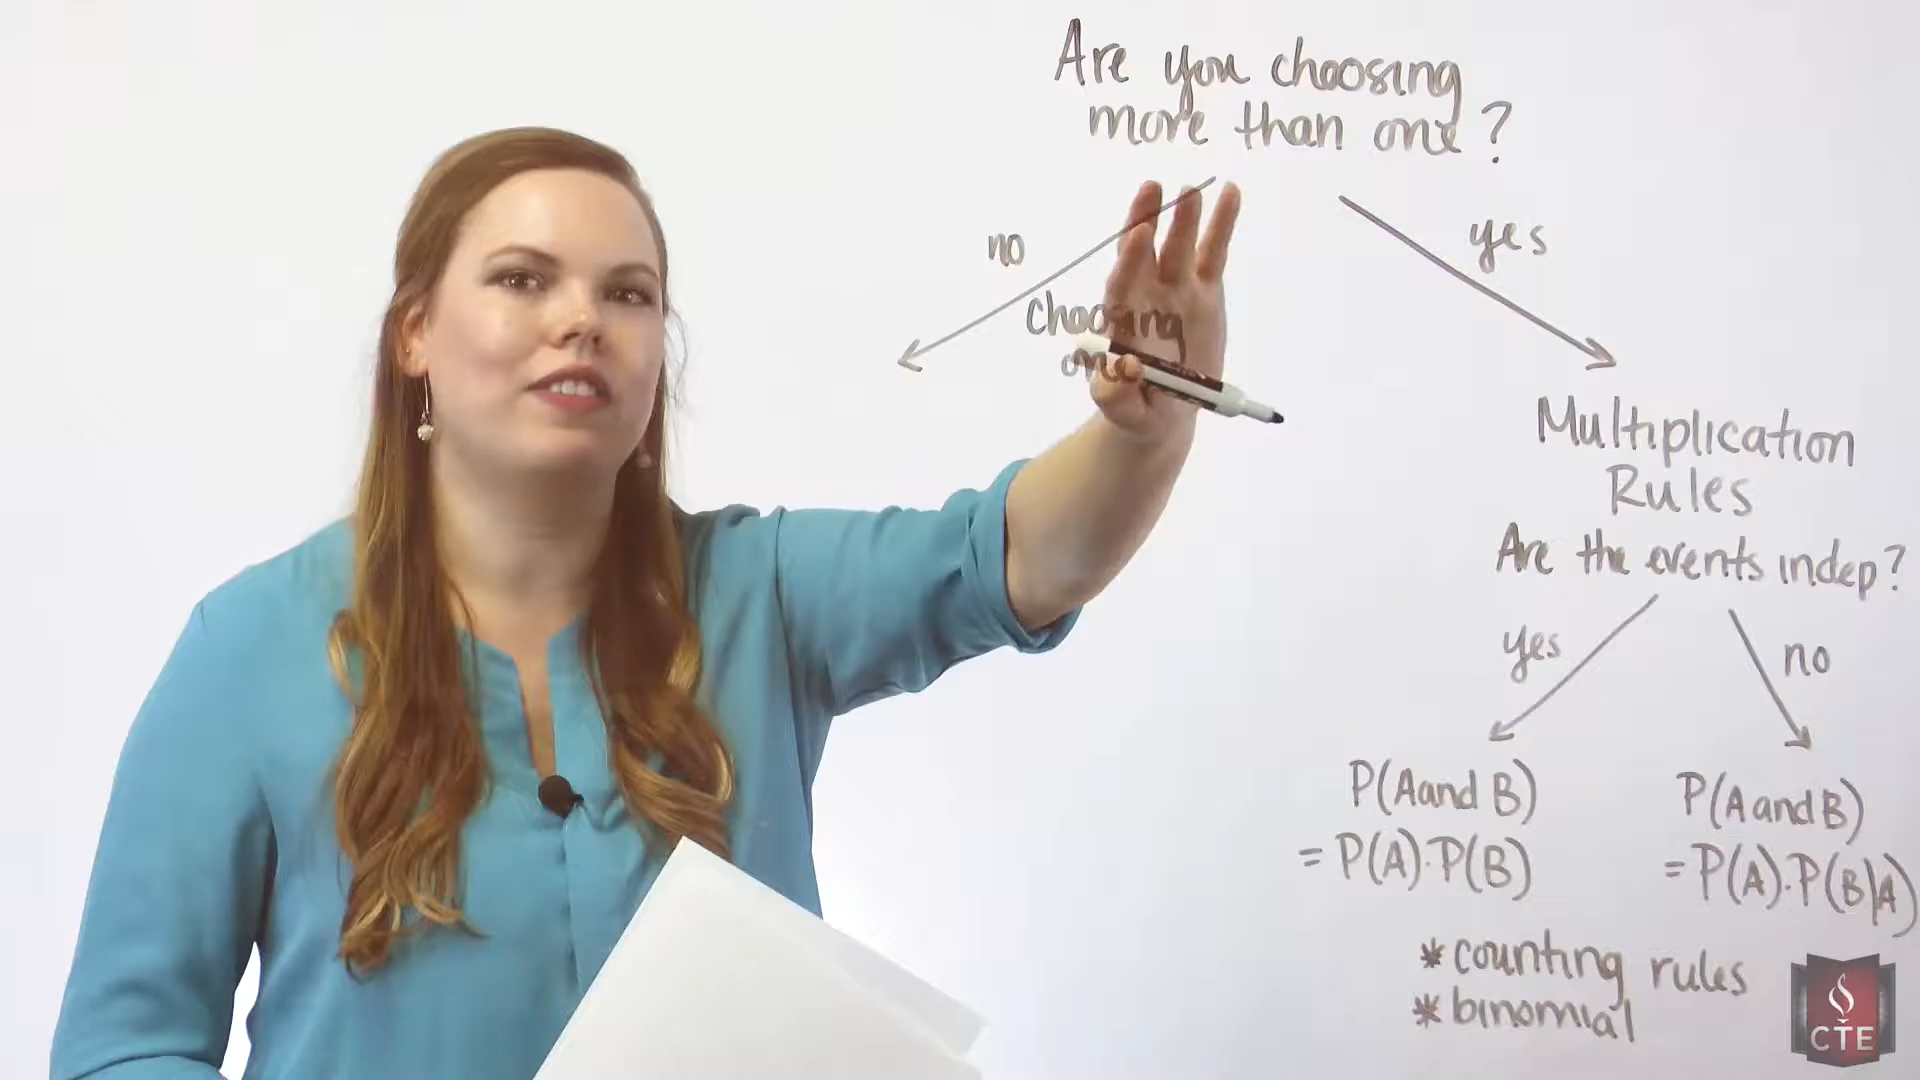 Are you choosing
more than one?
no
yes
Choosing
one
Multiplication
Rules
Are the events indep?
yes
no
P(A and B)
= P(A)·P(B)
P(A and B)
= P(A)·P(B|A)
* counting rules
* binomial
CTE